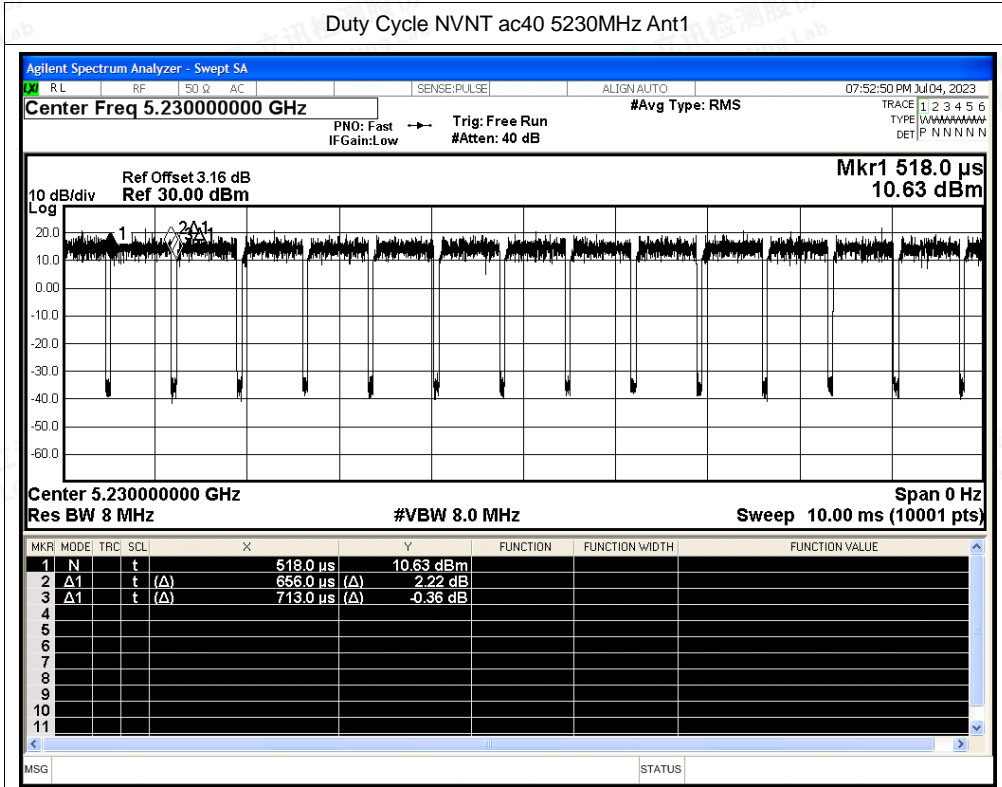 Duty Cycle NVNT ac40 5230MHz Ant1
Agilent Spectrum Analyzer - Swept SA
LXI RL RF 50 Ω AC SENSE:PULSE ALIGN AUTO 07:52:50 PM Jul 04, 2023
Center Freq 5.230000000 GHz #Avg Type: RMS TRACE 1 2 3 4 5 6
PNO: Fast Trig: Free Run TYPE WWWWWW
IFGain:Low #Atten: 40 dB DET P N N N N N
Mkr1 518.0 µs
Ref Offset 3.16 dB
10 dB/div Ref 30.00 dBm 10.63 dBm
Log
20.0
1 2Δ1
3Δ1
10.0
0.00
-10.0
-20.0
-30.0
-40.0
-50.0
-60.0
Center 5.230000000 GHz Span 0 Hz
Res BW 8 MHz #VBW 8.0 MHz Sweep 10.00 ms (10001 pts)
MKR MODE TRC SCL X Y FUNCTION FUNCTION WIDTH FUNCTION VALUE
1 N t 518.0 µs 10.63 dBm
2 Δ1 t (Δ) 656.0 µs (Δ) 2.22 dB
3 Δ1 t (Δ) 713.0 µs (Δ) -0.36 dB
4
5
6
7
8
9
10
11
MSG STATUS